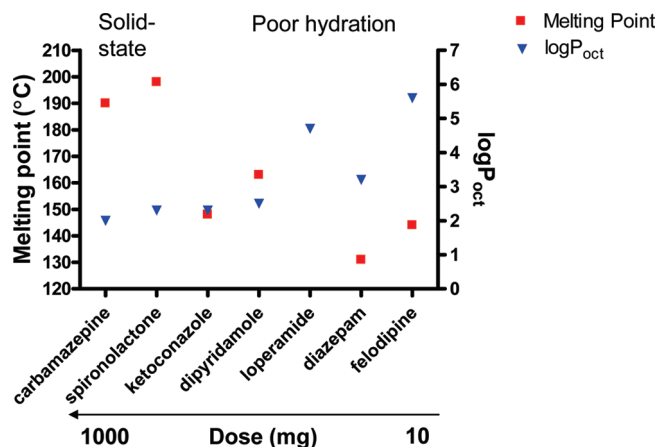 Solid-
state
Poor hydration
Melting Point
logPoct
Melting point (°C)
210
200
190
180
170
160
150
140
130
120
7
6
5
4
3
2
1
0
logPoct
carbamazepine
spironolactone
ketoconazole
dipyridamole
loperamide
diazepam
felodipine
1000 Dose (mg) 10